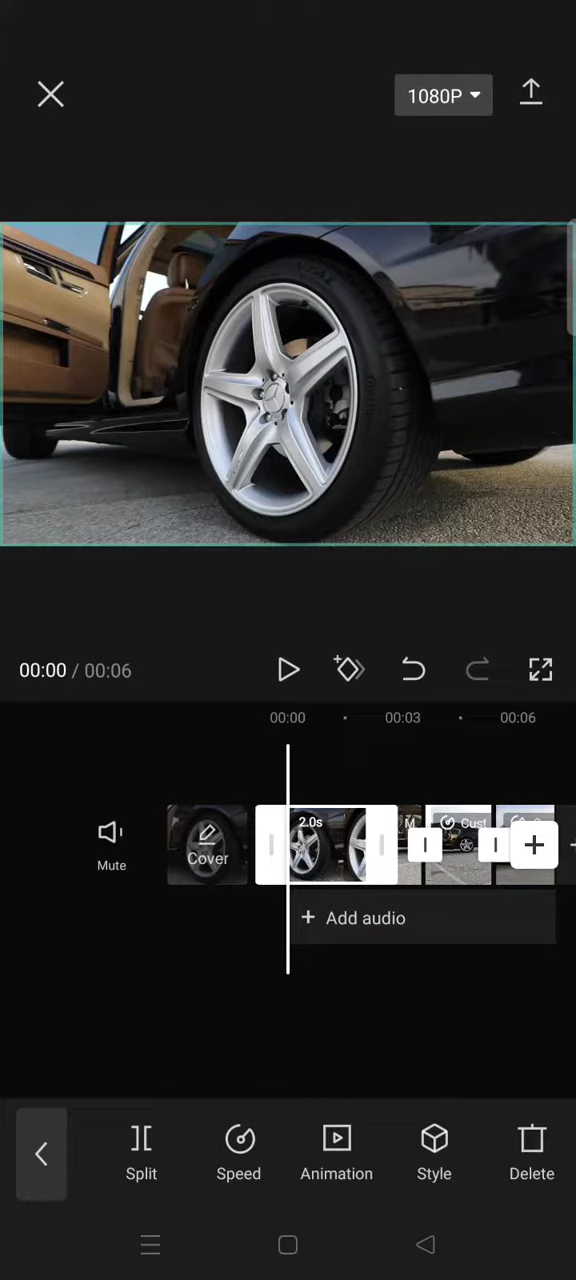 1080P
00:00 / 00:06
00:00 00:03 00:06
Mute
Cover
2.0s
M
Cust
+ Add audio
Split
Speed
Animation
Style
Delete